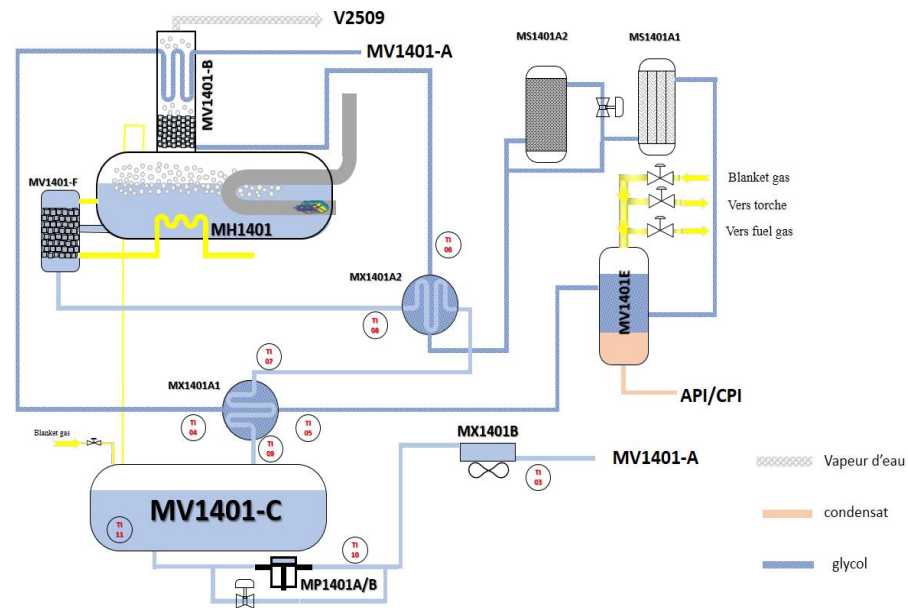 V2509
MV1401-A
MV1401-B
MS1401A2
MS1401A1
MV1401-F
MH1401
Blanket gas
Vers torche
Vers fuel gas
TI
06
MX1401A2
TI
08
MV1401E
TI
07
MX1401A1
TI
04
TI
05
TI
09
API/CPI
Blanket gas
MX1401B
MV1401-A
TI
03
Vapeur d'eau
MV1401-C
TI
11
condensat
TI
10
MP1401A/B
glycol